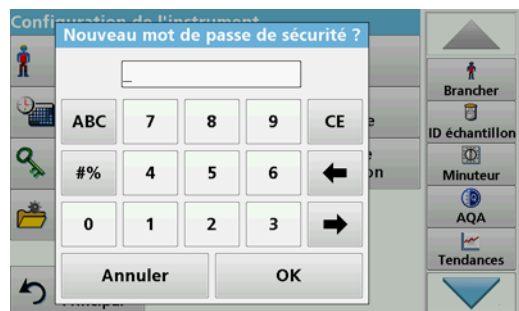 Configuration de l'instrument
Nouveau mot de passe de sécurité ?
_
ABC 7 8 9 CE
#% 4 5 6
0 1 2 3
Annuler OK
Principal
Brancher
ID échantillon
Minuteur
AQA
Tendances